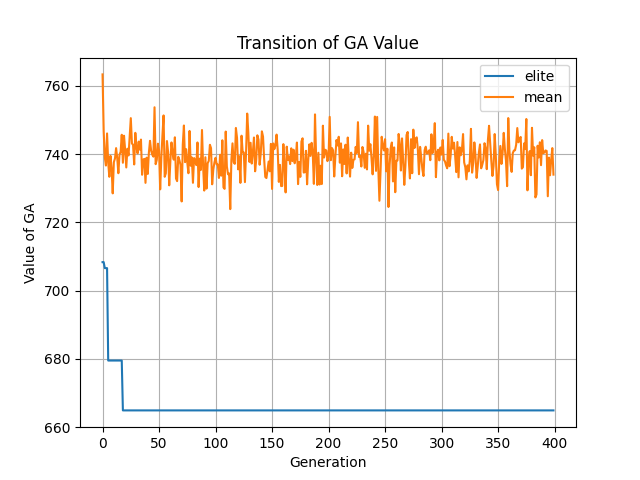 Transition of GA Value
elite
mean
Value of GA
760
740
720
700
680
660
0 50 100 150 200 250 300 350 400
Generation